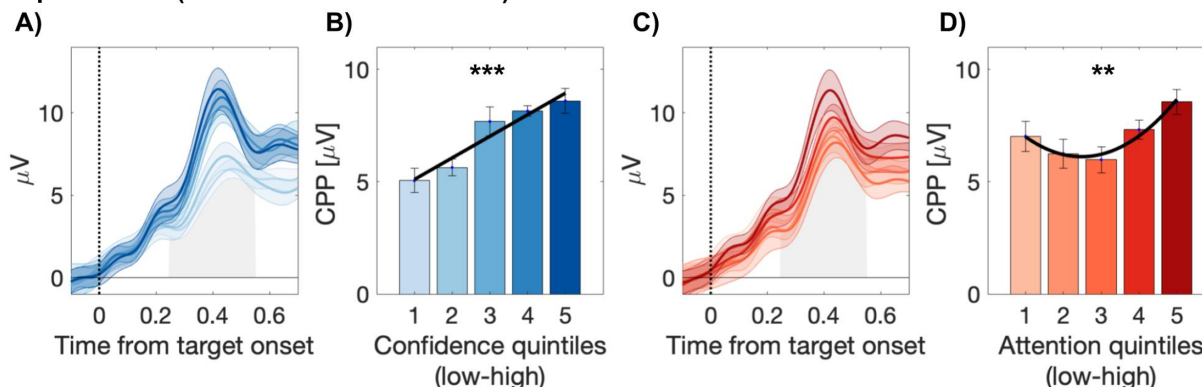 A)
μV
10
5
0
0
0.2
0.4
0.6
Time from target onset
B)
***
CPP [μV]
10
5
0
1 2 3 4 5
Confidence quintiles
(low-high)
C)
μV
10
5
0
0
0.2
0.4
0.6
Time from target onset
D)
**
CPP [μV]
10
5
0
1 2 3 4 5
Attention quintiles
(low-high)